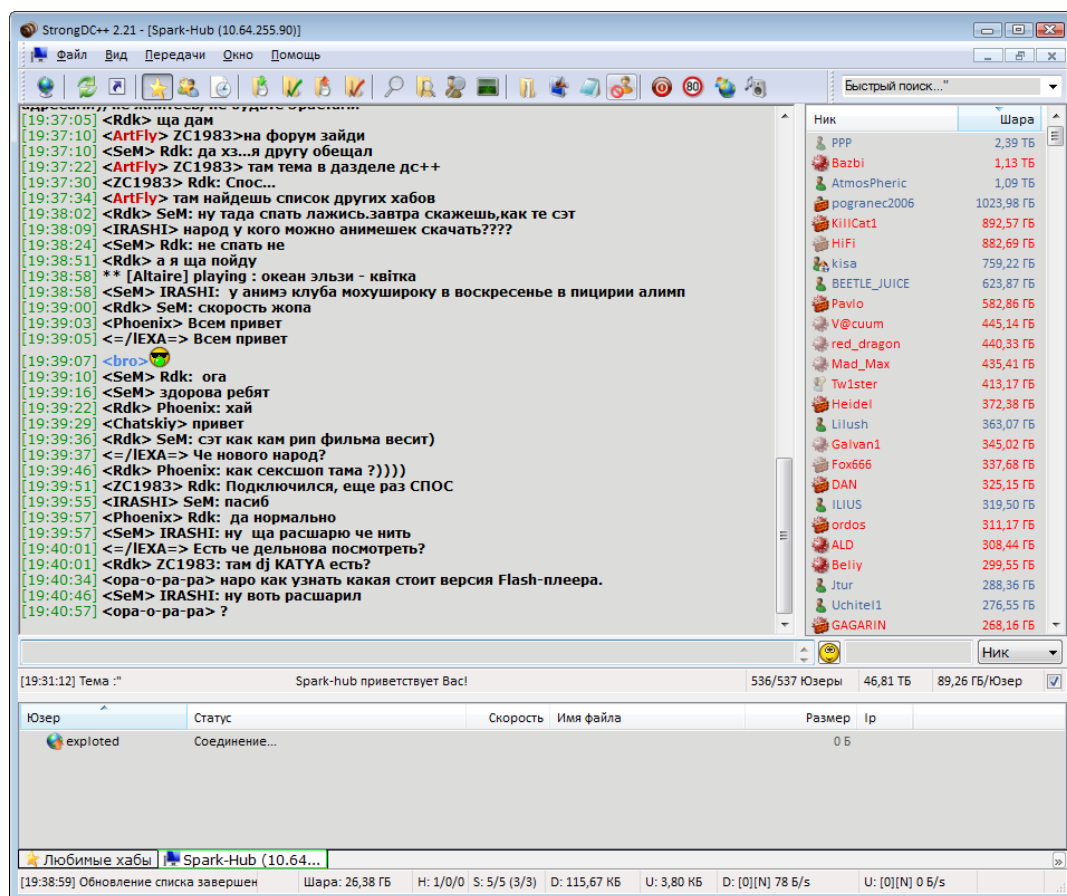 StrongDC++ 2.21 - [Spark-Hub (10.64.255.90)]
Файл Вид Передачи Окно Помощь
80 Быстрый поиск..."
[19:37:05] <Rdk> ща дам
[19:37:10] <ArtFly> ZC1983>на форум зайди
[19:37:10] <SeM> Rdk: да хз...я другу обещал
[19:37:22] <ArtFly> ZC1983> там тема в дазделе дс++
[19:37:30] <ZC1983> Rdk: Спос...
[19:37:34] <ArtFly> там найдешь список других хабов
[19:38:02] <Rdk> SeM: ну тада спать лажись.завтра скажешь,как те сэт
[19:38:09] <IRASHI> народ у кого можно анимешек скачать????
[19:38:24] <SeM> Rdk: не спать не
[19:38:51] <Rdk> а я ща пойду
[19:38:58] ** [Altaire] playing : океан эльзи - квітка
[19:38:58] <SeM> IRASHI: у анимэ клуба мохушироку в воскресенье в пицирии алимп
[19:39:00] <Rdk> SeM: скорость жопа
[19:39:03] <Phoenix> Всем привет
[19:39:05] <=/lEXA=> Всем привет
[19:39:07] <bro>
[19:39:10] <SeM> Rdk: ога
[19:39:16] <SeM> здорова ребят
[19:39:22] <Rdk> Phoenix: хай
[19:39:29] <Chatskiy> привет
[19:39:36] <Rdk> SeM: сэт как кам рип фильма весит)
[19:39:37] <=/lEXA=> Че нового народ?
[19:39:46] <Rdk> Phoenix: как сексшоп тама ?))))
[19:39:51] <ZC1983> Rdk: Подключился, еще раз СПОС
[19:39:55] <IRASHI> SeM: пасиб
[19:39:57] <Phoenix> Rdk: да нормально
[19:39:57] <SeM> IRASHI: ну ща расшарю че нить
[19:40:01] <=/lEXA=> Есть че дельнова посмотреть?
[19:40:01] <Rdk> ZC1983: там dj KATYA есть?
[19:40:34] <опа-о-ра-ра> наро как узнать какая стоит версия Flash-плеера.
[19:40:46] <SeM> IRASHI: ну воть расшарил
[19:40:57] <опа-о-ра-ра> ?
Ник Шара
PPP 2,39 ТБ
Bazbi 1,13 ТБ
AtmosPheric 1,09 ТБ
pogranec2006 1023,98 ГБ
KillCat1 892,57 ГБ
HiFi 882,69 ГБ
kisa 759,22 ГБ
BEETLE_JUICE 623,87 ГБ
Pavlo 582,86 ГБ
V@cuum 445,14 ГБ
red_dragon 440,33 ГБ
Mad_Max 435,41 ГБ
Tw1ster 413,17 ГБ
Heidel 372,38 ГБ
Lilush 363,07 ГБ
Galvan1 345,02 ГБ
Fox666 337,68 ГБ
DAN 325,15 ГБ
ILIUS 319,50 ГБ
ordos 311,17 ГБ
ALD 308,44 ГБ
Beliy 299,55 ГБ
Jtur 288,36 ГБ
Uchitel1 276,55 ГБ
GAGARIN 268,16 ГБ
Ник
[19:31:12] Тема :" Spark-hub приветствует Вас! 536/537 Юзеры 46,81 ТБ 89,26 ГБ/Юзер
Юзер Статус Скорость Имя файла Размер Ip
exploted Соединение... 0 Б
Любимые хабы Spark-Hub (10.64...
[19:38:59] Обновление списка завершен Шара: 26,38 ГБ H: 1/0/0 S: 5/5 (3/3) D: 115,67 КБ U: 3,80 КБ D: [0][N] 78 Б/s U: [0][N] 0 Б/s